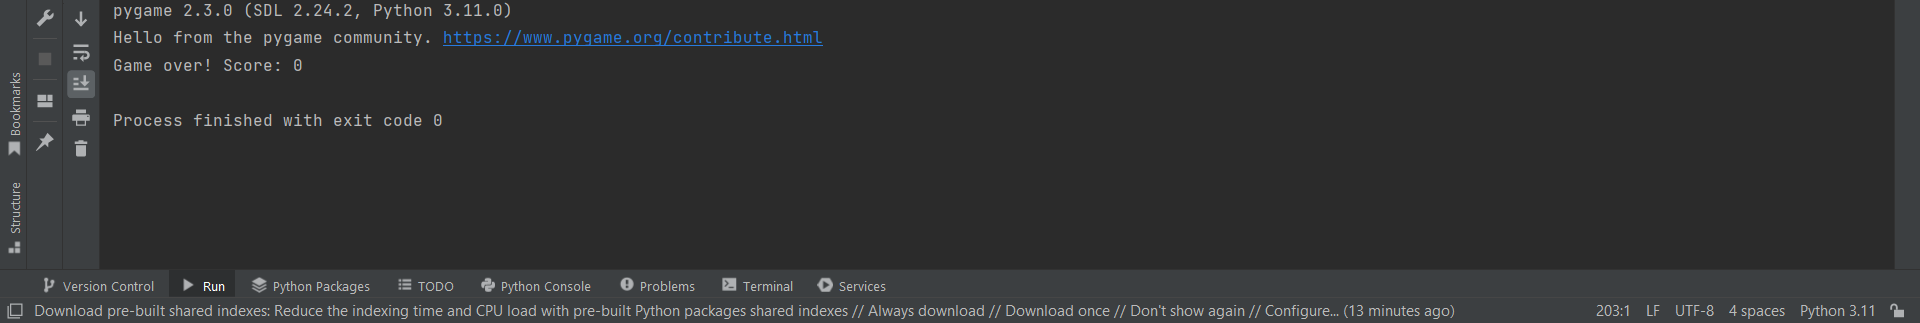 pygame 2.3.0 (SDL 2.24.2, Python 3.11.0)
Hello from the pygame community. https://www.pygame.org/contribute.html
Game over! Score: 0
Process finished with exit code 0
Bookmarks
Structure
Version Control Run Python Packages TODO Python Console Problems Terminal Services
Download pre-built shared indexes: Reduce the indexing time and CPU load with pre-built Python packages shared indexes // Always download // Download once // Don't show again // Configure... (13 minutes ago) 203:1 LF UTF-8 4 spaces Python 3.11